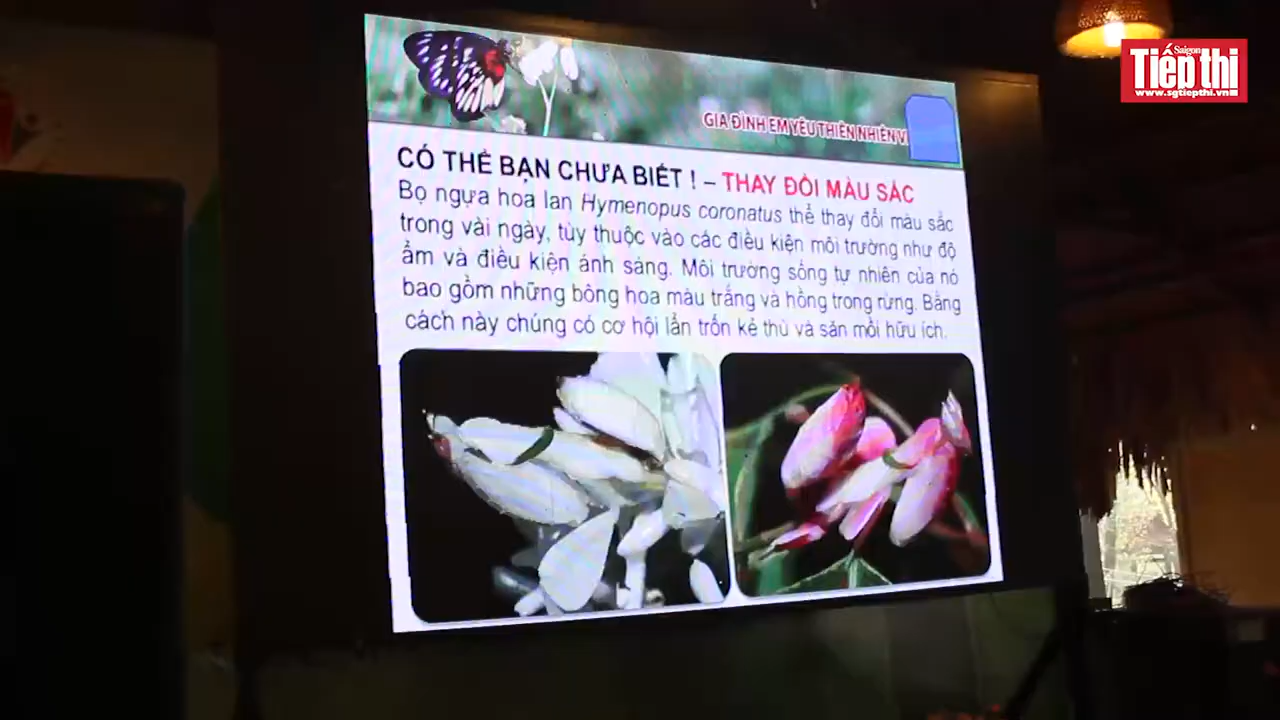 Saigon
Tiếp thị
www.sgtiepthi.vn
GIA ĐÌNH EM YÊU THIÊN NHIÊN
CÓ THỂ BẠN CHƯA BIẾT ! – THAY ĐỔI MÀU SẮC
Bọ ngựa hoa lan Hymenopus coronatus thể thay đổi màu sắc
trong vài ngày, tùy thuộc vào các điều kiện môi trường như độ
ẩm và điều kiện ánh sáng. Môi trường sống tự nhiên của nó
bao gồm những bông hoa màu trắng và hồng trong rừng. Bằng
cách này chúng có cơ hội lẩn trốn kẻ thù và săn mồi hữu ích.